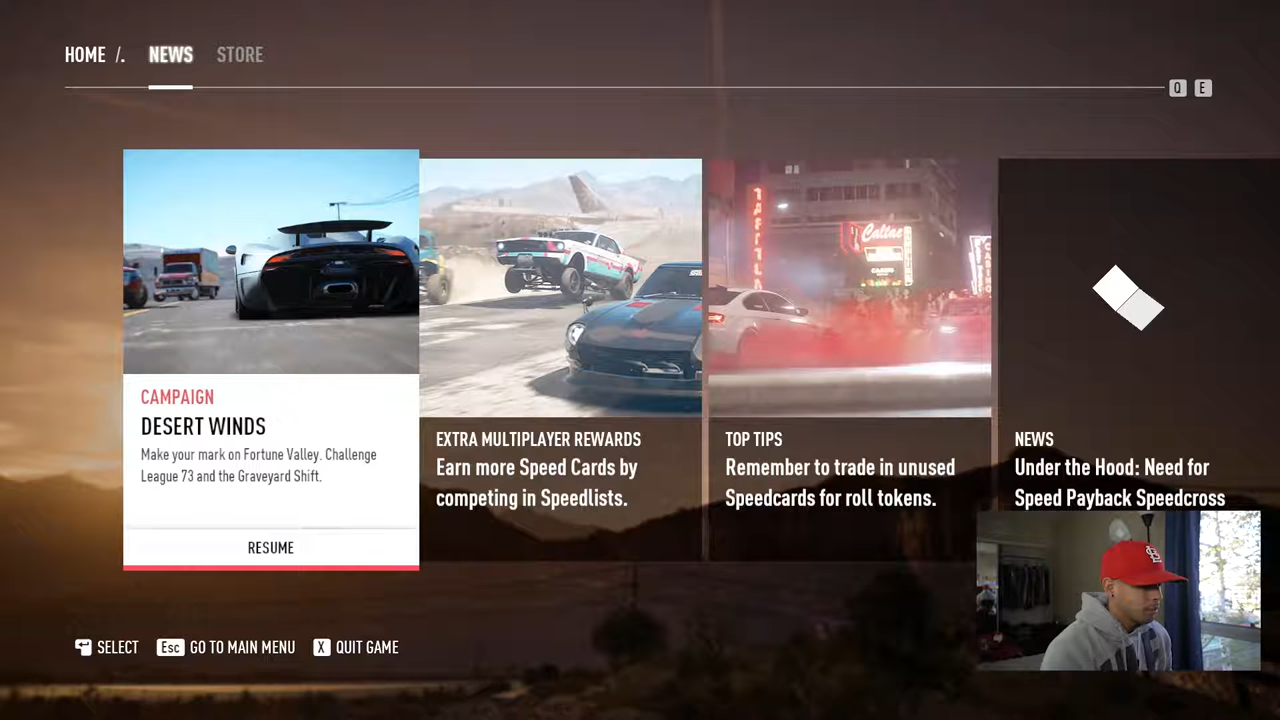 HOME /. NEWS STORE
Q E
CAMPAIGN
DESERT WINDS
Make your mark on Fortune Valley. Challenge
League 73 and the Graveyard Shift.
RESUME
EXTRA MULTIPLAYER REWARDS
Earn more Speed Cards by
competing in Speedlists.
TOP TIPS
Remember to trade in unused
Speedcards for roll tokens.
NEWS
Under the Hood: Need for
Speed Payback Speedcross
SELECT Esc GO TO MAIN MENU X QUIT GAME